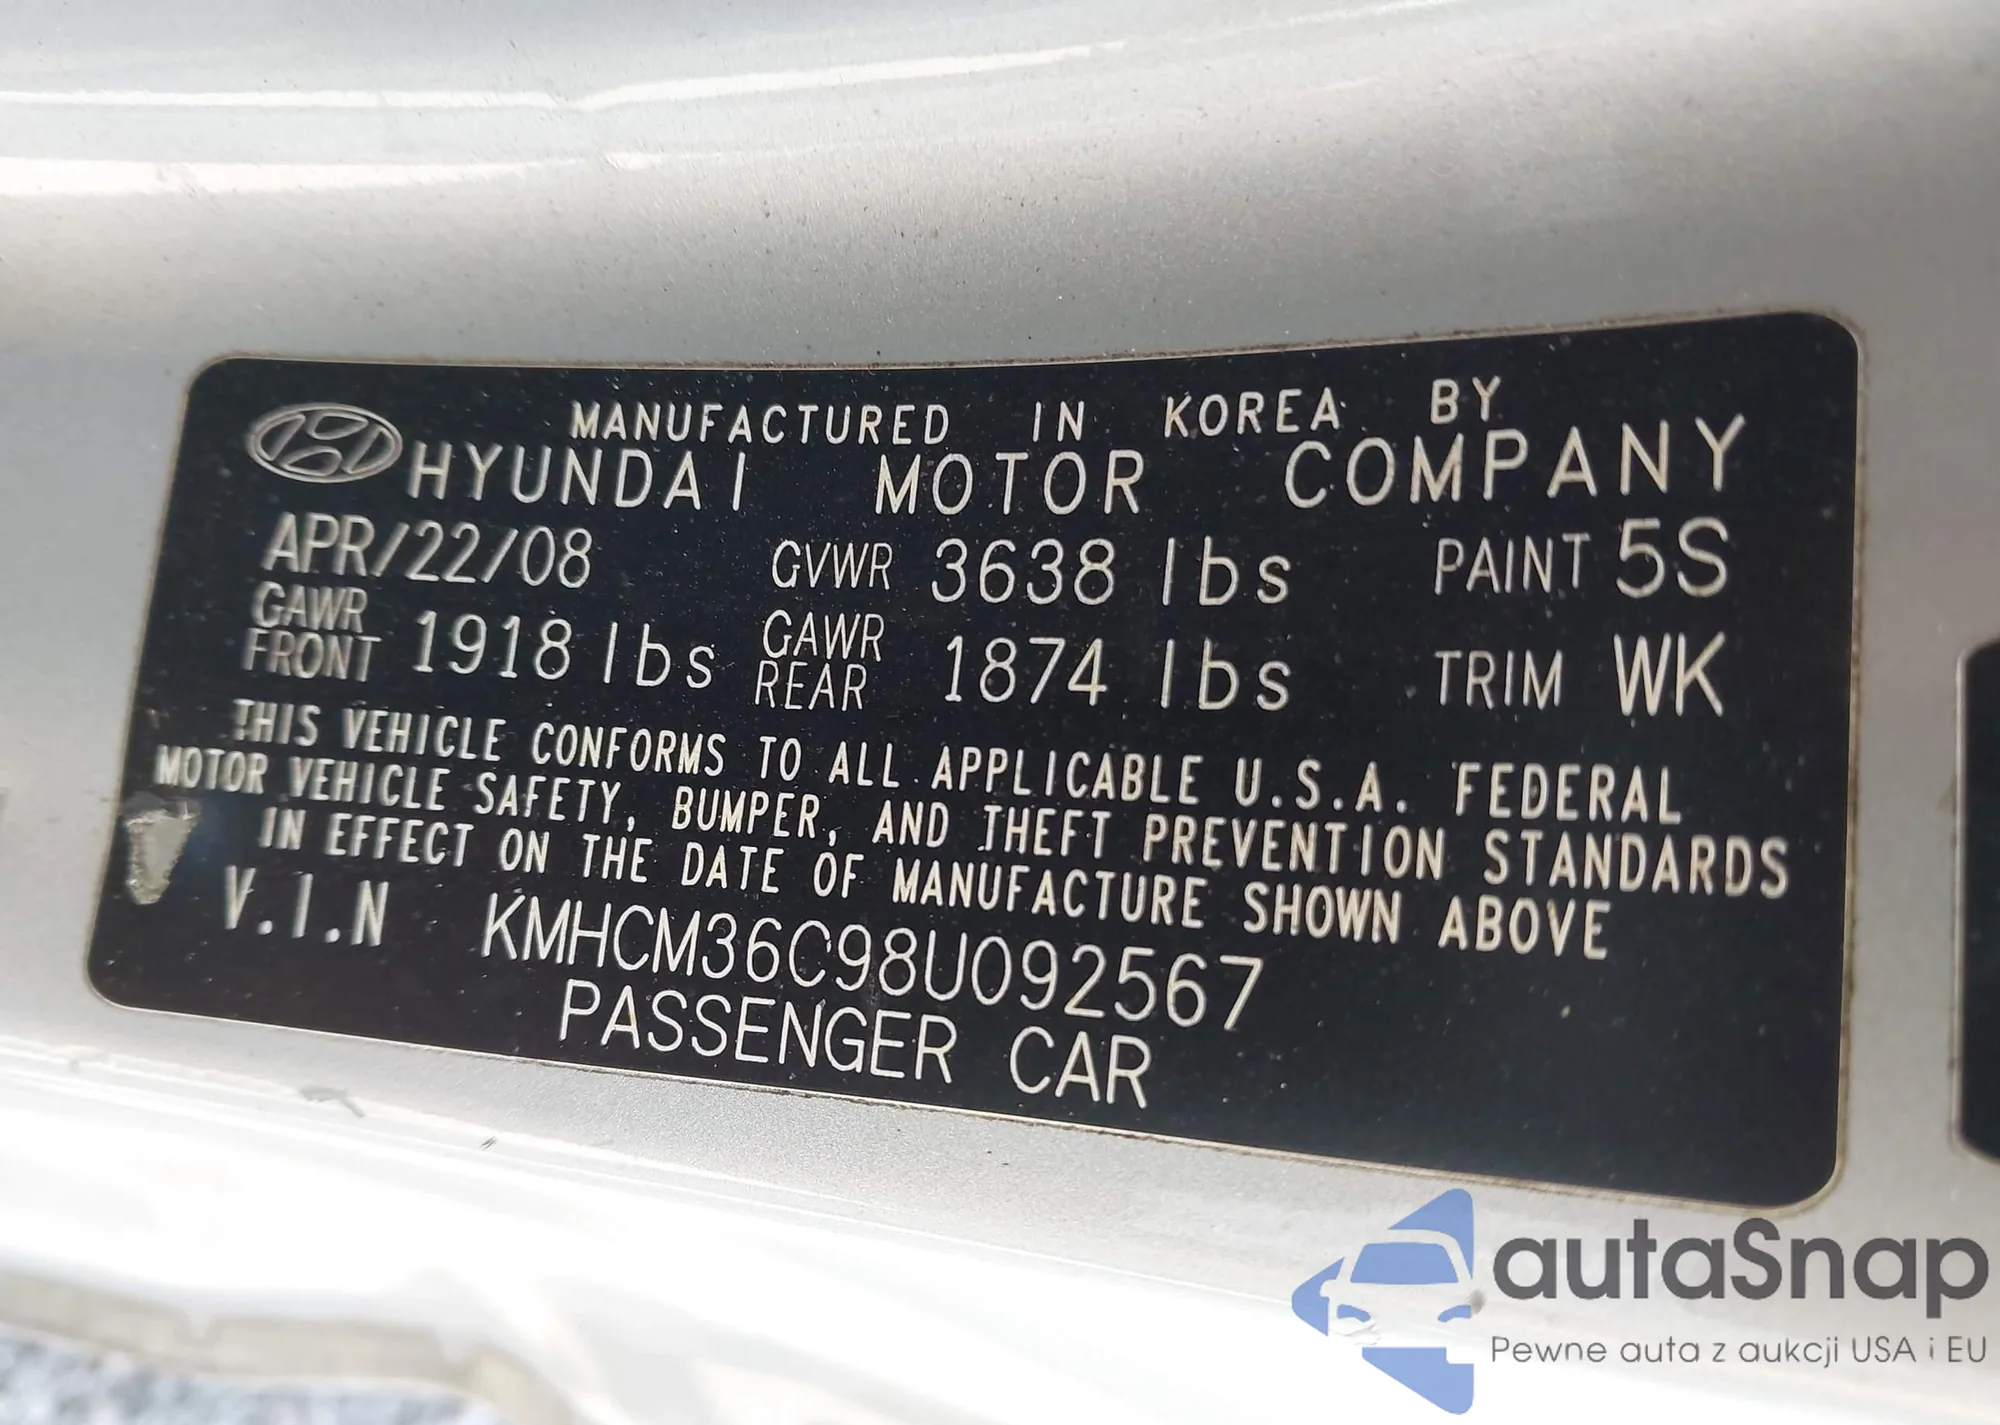 MANUFACTURED IN KOREA BY
HYUNDAI MOTOR COMPANY
APR/22/08 GVWR 3638 lbs PAINT 5S
GAWR FRONT 1918 lbs GAWR REAR 1874 lbs TRIM WK
THIS VEHICLE CONFORMS TO ALL APPLICABLE U.S.A. FEDERAL
MOTOR VEHICLE SAFETY, BUMPER, AND THEFT PREVENTION STANDARDS
IN EFFECT ON THE DATE OF MANUFACTURE SHOWN ABOVE
V.I.N KMHCM36C98U092567
PASSENGER CAR
autaSnap
Pewne auta z aukcji USA i EU